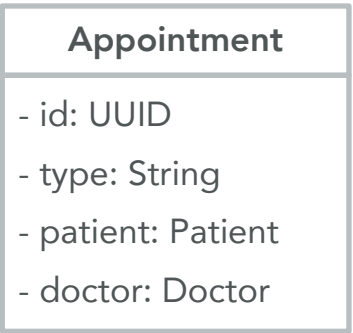 Appointment
- id: UUID
- type: String
- patient: Patient
- doctor: Doctor